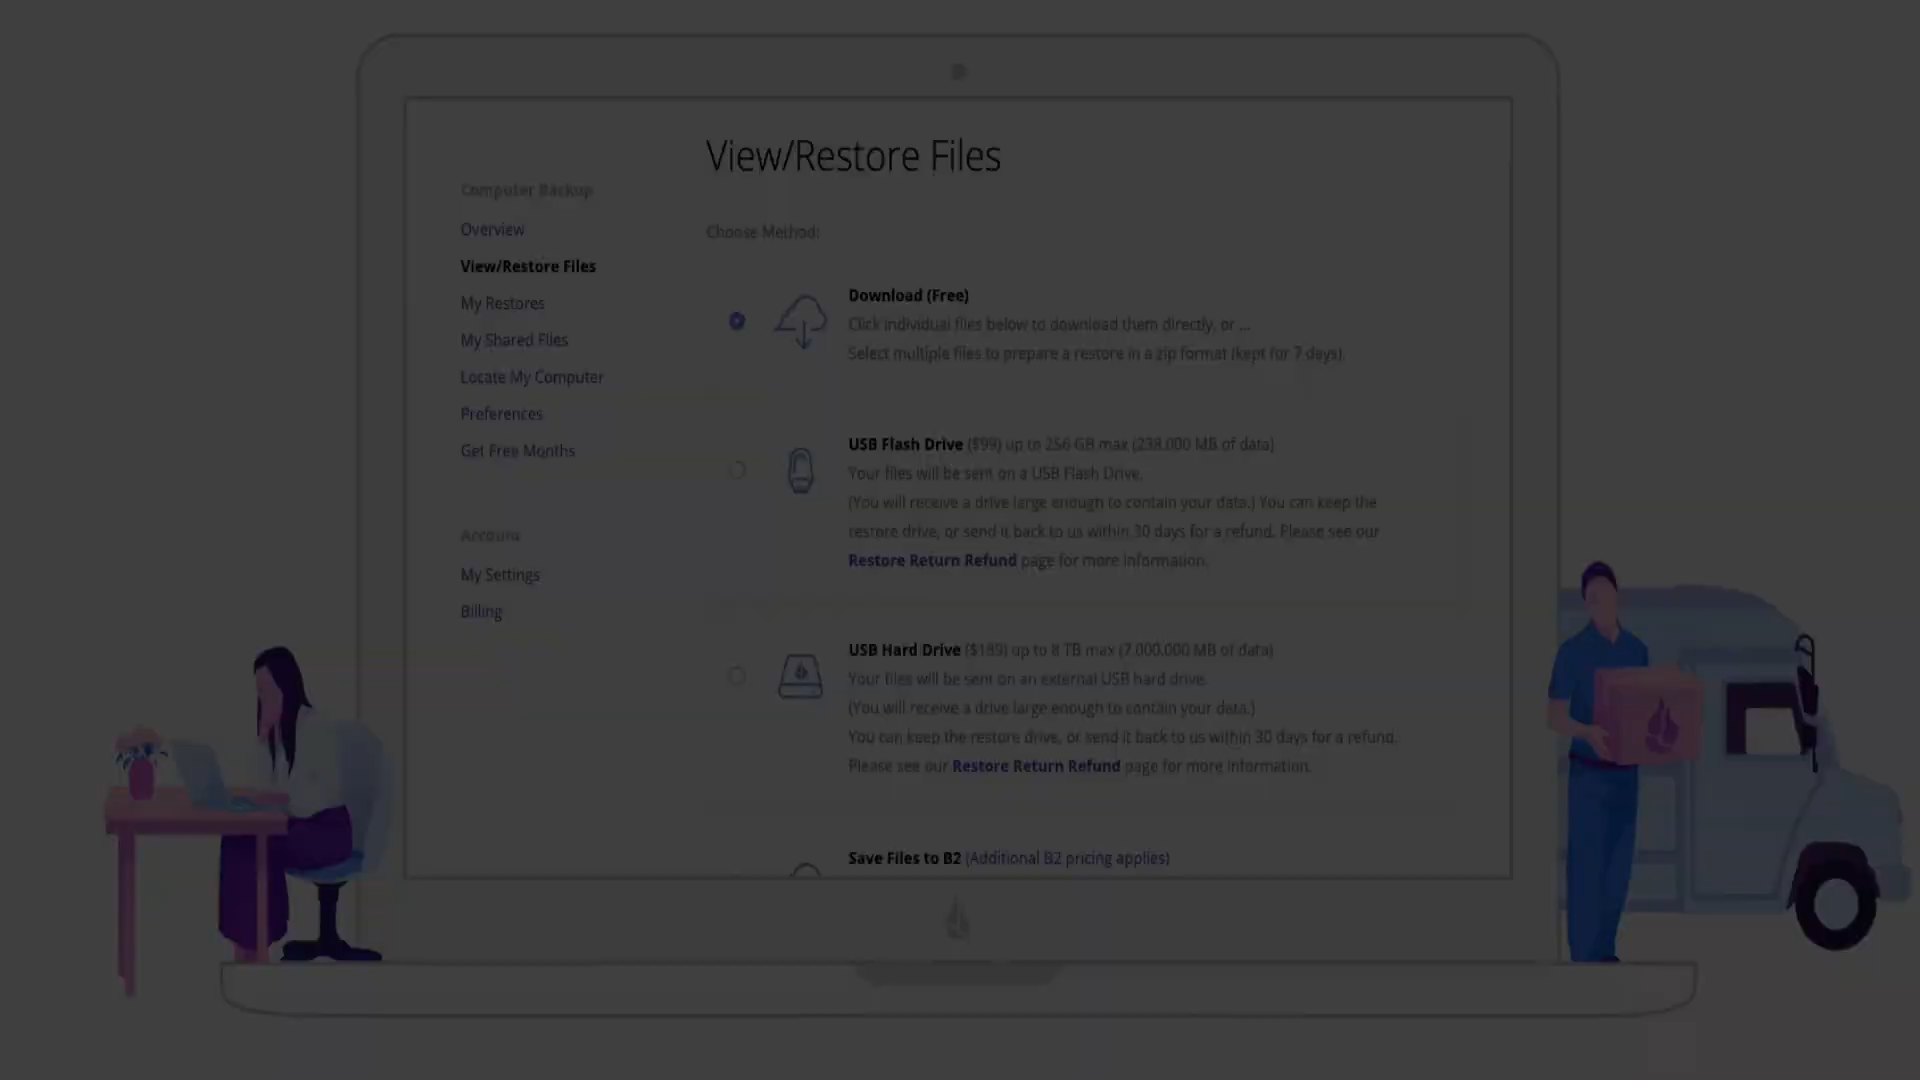 View/Restore Files
Computer Backup
Overview
View/Restore Files
My Restores
My Shared Files
Locate My Computer
Preferences
Get Free Months
Account
My Settings
Billing
Choose Method:
Download (Free)
Click individual files below to download them directly, or ...
Select multiple files to prepare a restore in a zip format (kept for 7 days).
USB Flash Drive ($99) up to 256 GB max (238,000 MB of data)
Your files will be sent on a USB Flash Drive.
(You will receive a drive large enough to contain your data.) You can keep the
restore drive, or send it back to us within 30 days for a refund. Please see our
Restore Return Refund page for more information.
USB Hard Drive ($189) up to 8 TB max (7,000,000 MB of data)
Your files will be sent on an external USB hard drive.
(You will receive a drive large enough to contain your data.)
You can keep the restore drive, or send it back to us within 30 days for a refund.
Please see our Restore Return Refund page for more information.
Save Files to B2 (Additional B2 pricing applies)